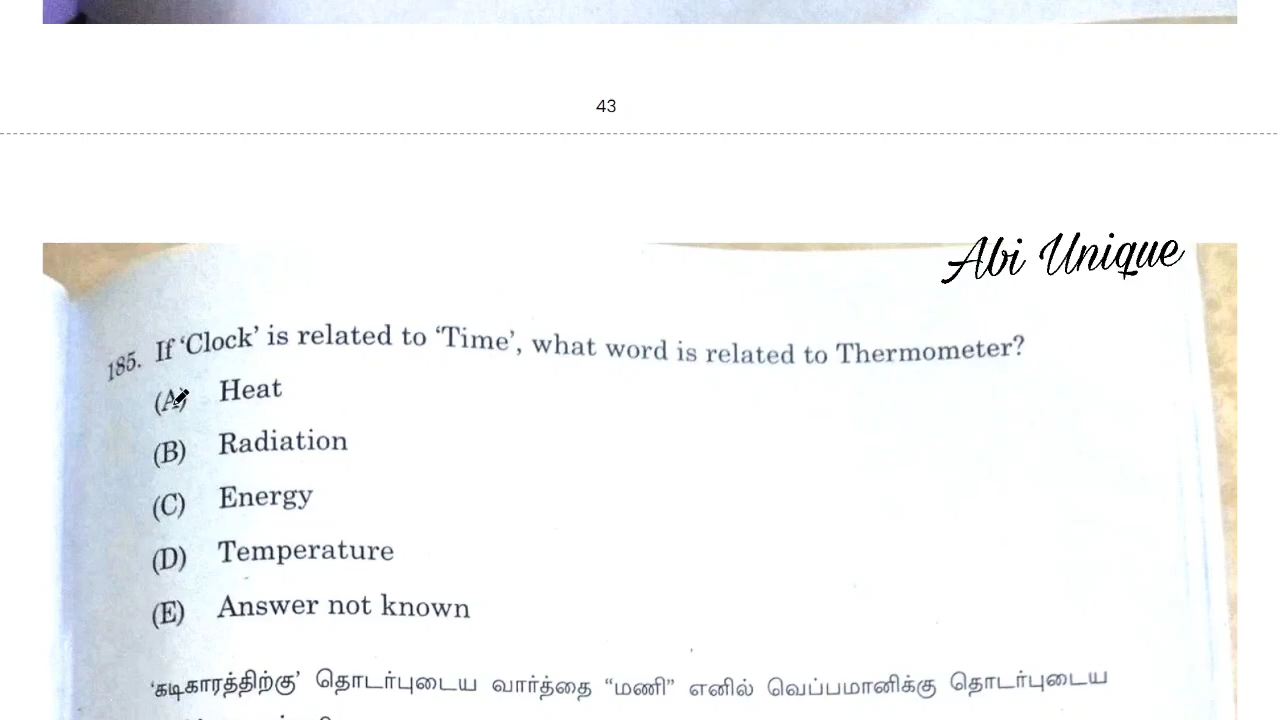 43
Abi Unique
185. If ‘Clock’ is related to ‘Time’, what word is related to Thermometer?
(A) Heat
(B) Radiation
(C) Energy
(D) Temperature
(E) Answer not known
‘கடிகாரத்திற்கு’ தொடர்புடைய வார்த்தை “மணி” எனில் வெப்பமானிக்கு தொடர்புடைய